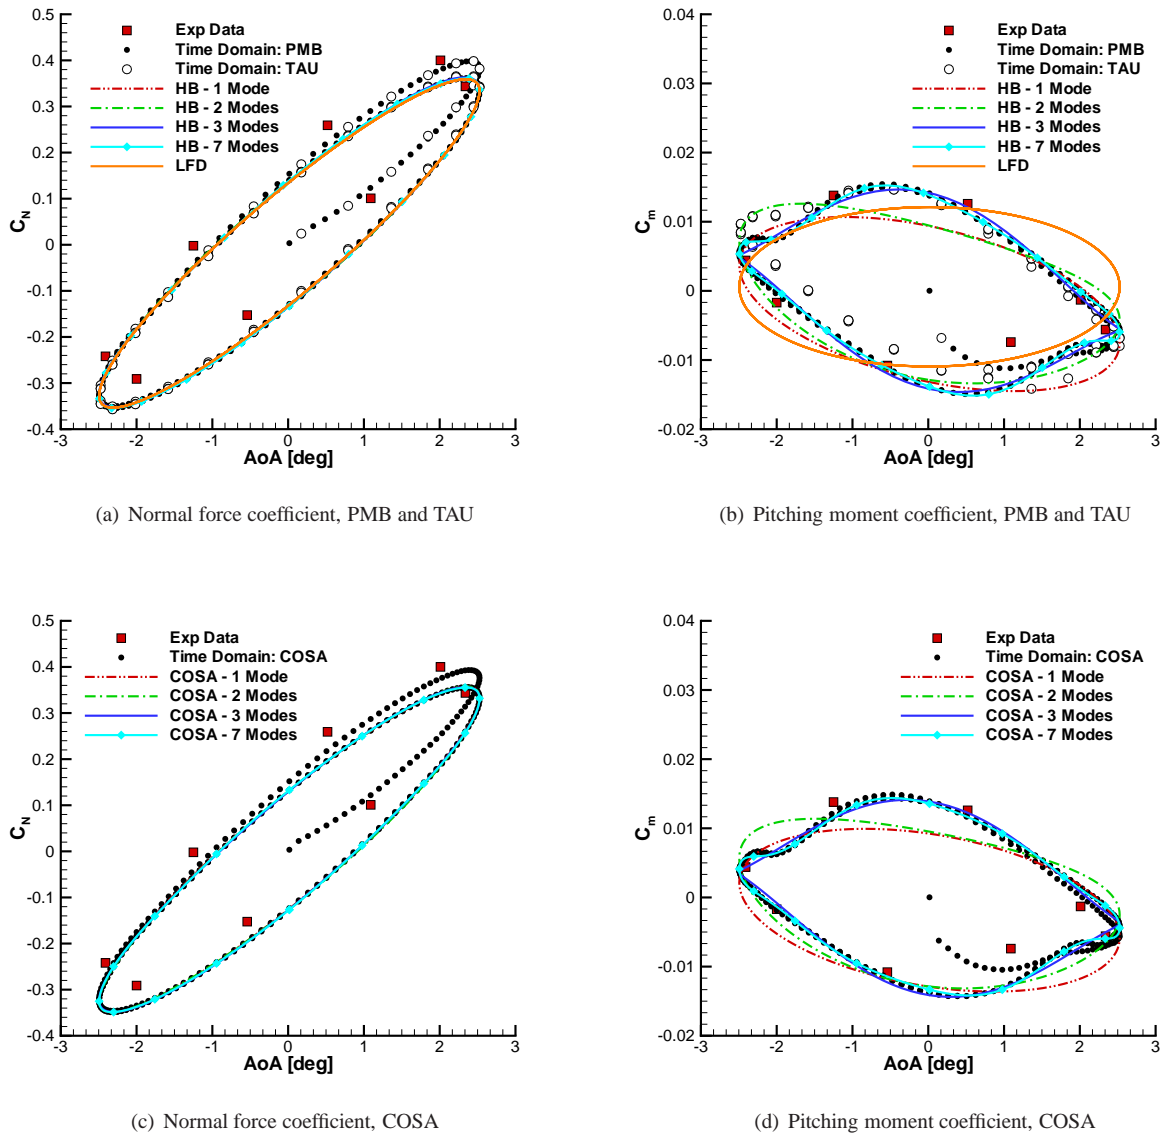 0.5
0.4
0.3
0.2
0.1
0
-0.1
-0.2
-0.3
-0.4
C_N
-3 -2 -1 0 1 2 3
AoA [deg]
Exp Data
Time Domain: PMB
Time Domain: TAU
HB - 1 Mode
HB - 2 Modes
HB - 3 Modes
HB - 7 Modes
LFD
(a) Normal force coefficient, PMB and TAU
0.04
0.03
0.02
0.01
0
-0.01
-0.02
C_m
-3 -2 -1 0 1 2 3
AoA [deg]
Exp Data
Time Domain: PMB
Time Domain: TAU
HB - 1 Mode
HB - 2 Modes
HB - 3 Modes
HB - 7 Modes
LFD
(b) Pitching moment coefficient, PMB and TAU
0.5
0.4
0.3
0.2
0.1
0
-0.1
-0.2
-0.3
-0.4
C_N
-3 -2 -1 0 1 2 3
AoA [deg]
Exp Data
Time Domain: COSA
COSA - 1 Mode
COSA - 2 Modes
COSA - 3 Modes
COSA - 7 Modes
(c) Normal force coefficient, COSA
0.04
0.03
0.02
0.01
0
-0.01
-0.02
C_m
-3 -2 -1 0 1 2 3
AoA [deg]
Exp Data
Time Domain: COSA
COSA - 1 Mode
COSA - 2 Modes
COSA - 3 Modes
COSA - 7 Modes
(d) Pitching moment coefficient, COSA